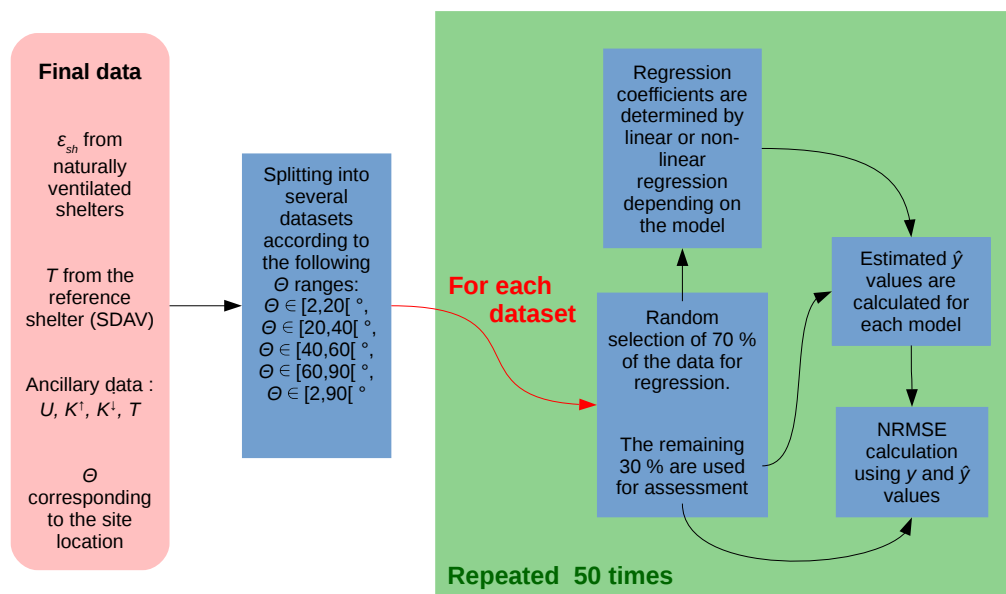 Final data
ε_sh from
naturally
ventilated
shelters
T from the
reference
shelter (SDAV)
Ancillary data :
U, K↑, K↓, T
Θ
corresponding
to the site
location
Splitting into
several
datasets
according to
the following
Θ ranges:
Θ ∈ [2,20[ °,
Θ ∈ [20,40[ °,
Θ ∈ [40,60[ °,
Θ ∈ [60,90[ °,
Θ ∈ [2,90[ °
For each
dataset
Regression
coefficients are
determined by
linear or non-
linear
regression
depending on
the model
Random
selection of 70 %
of the data for
regression.
The remaining
30 % are used
for assessment
Estimated ŷ
values are
calculated for
each model
NRMSE
calculation
using y and ŷ
values
Repeated 50 times